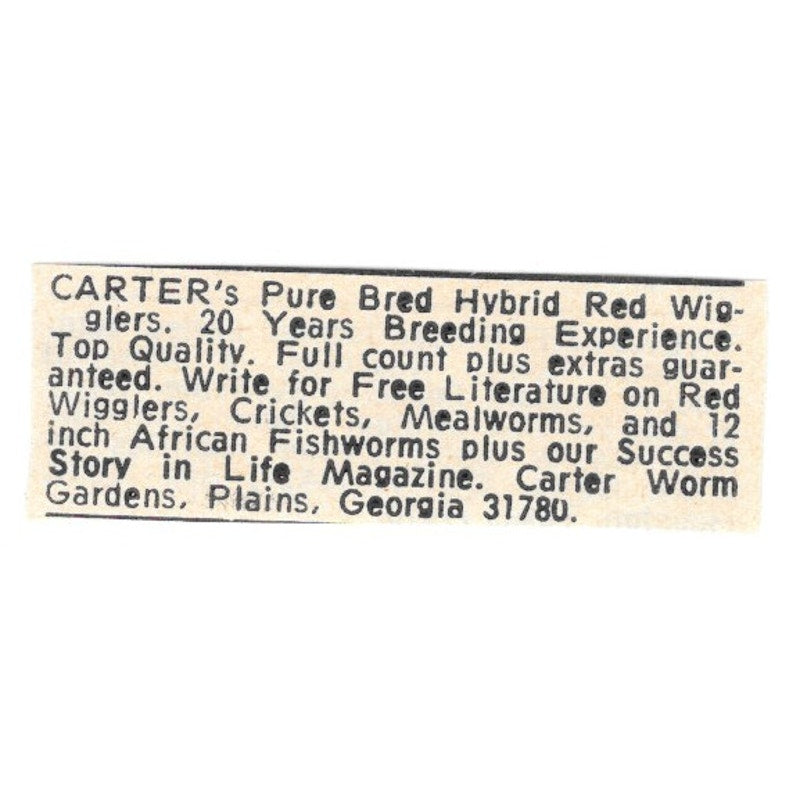 CARTER's Pure Bred Hybrid Red Wig-
glers. 20 Years Breeding Experience.
Top Quality. Full count plus extras guar-
anteed. Write for Free Literature on Red
Wigglers, Crickets, Mealworms, and 12
inch African Fishworms plus our Success
Story in Life Magazine. Carter Worm
Gardens, Plains, Georgia 31780.